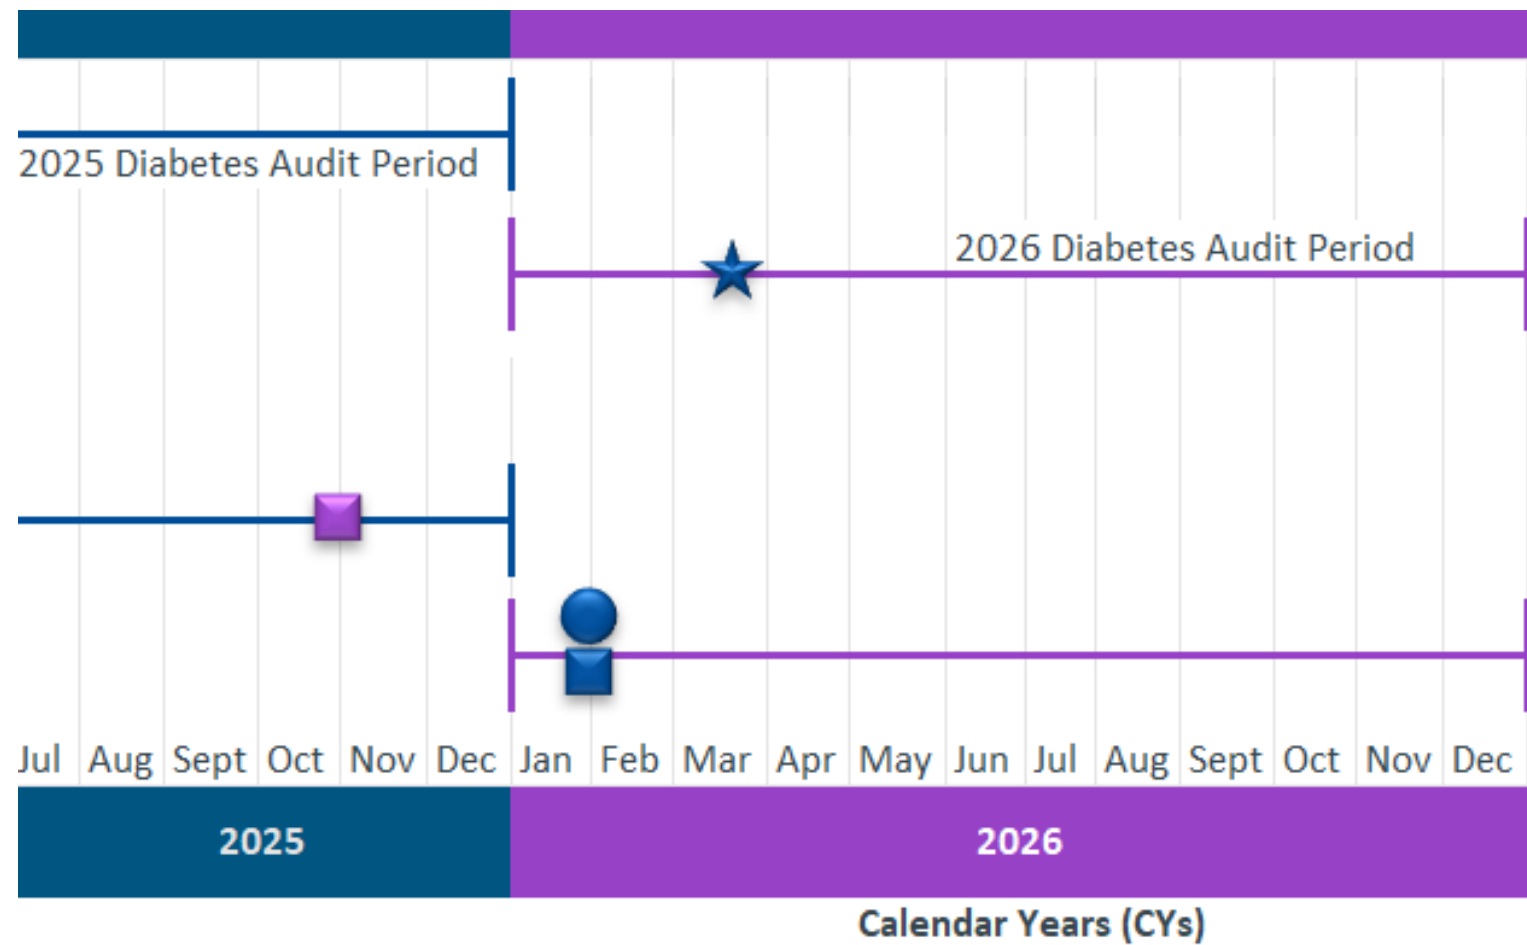 2025 Diabetes Audit Period
2026 Diabetes Audit Period
Jul Aug Sept Oct Nov Dec Jan Feb Mar Apr May Jun Jul Aug Sept Oct Nov Dec
2025 2026
Calendar Years (CYs)